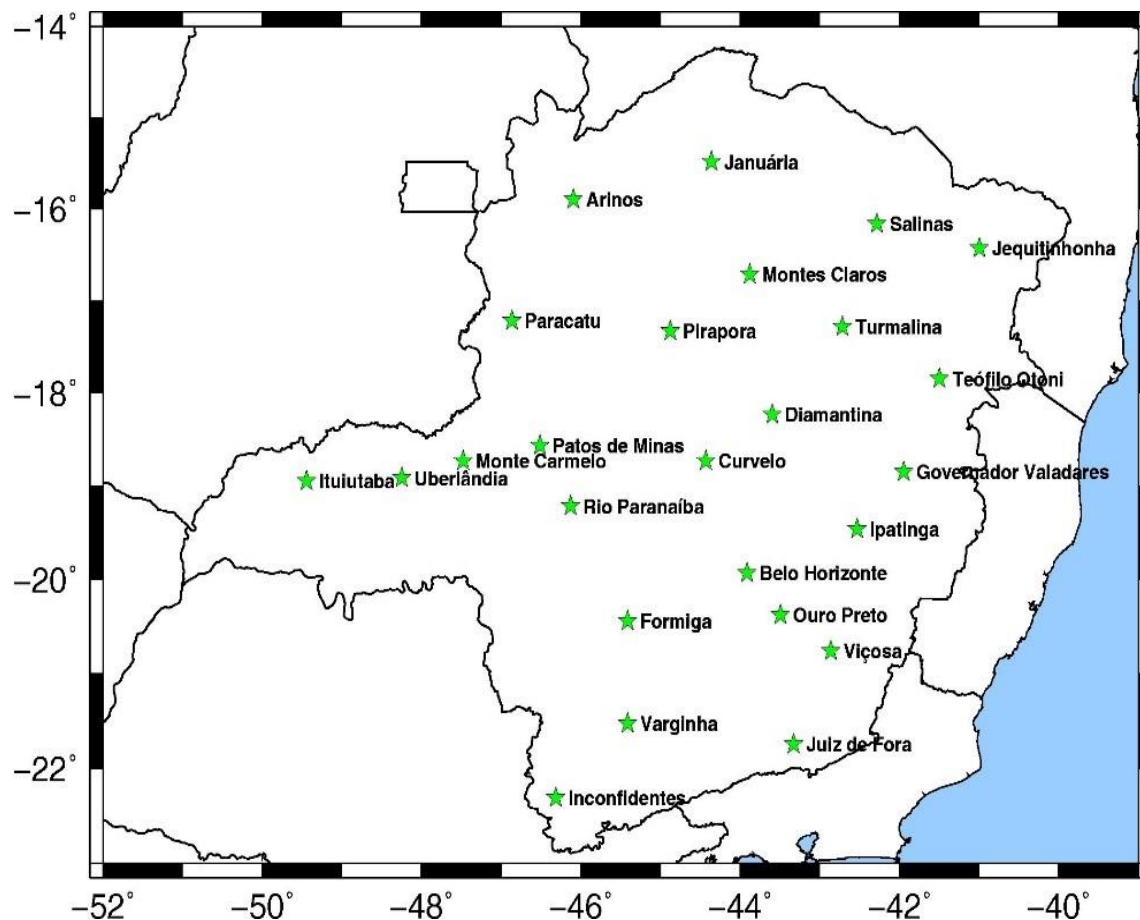 −14°
Januária
Arinos
−16°
Salinas
Jequitinhonha
Montes Claros
Paracatu
Pirapora
Turmalina
Teófilo Otoni
−18°
Diamantina
Patos de Minas
Monte Carmelo
Curvelo
Governador Valadares
Ituiutaba
Uberlândia
Rio Paranaíba
Ipatinga
−20°
Belo Horizonte
Ouro Preto
Formiga
Viçosa
Varginha
Juiz de Fora
−22°
Inconfidentes
−52° −50° −48° −46° −44° −42° −40°